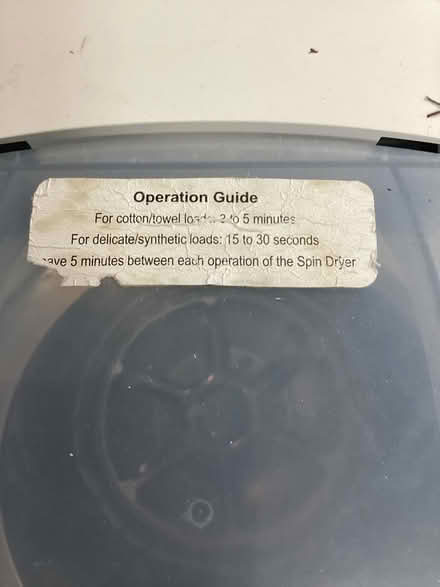 Operation Guide
For cotton/towel to 5 minutes
For delicate/synthetic loads: 15 to 30 seconds
ave 5 minutes between each operation of the Spin Dryer